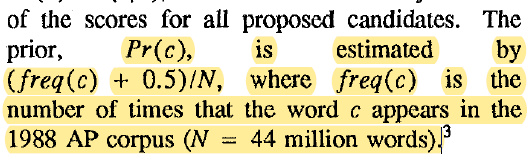 of the scores for all proposed candidates. The
prior, Pr(c), is estimated by
(freq(c) + 0.5)/N, where freq(c) is the
number of times that the word c appears in the
1988 AP corpus (N = 44 million words).3